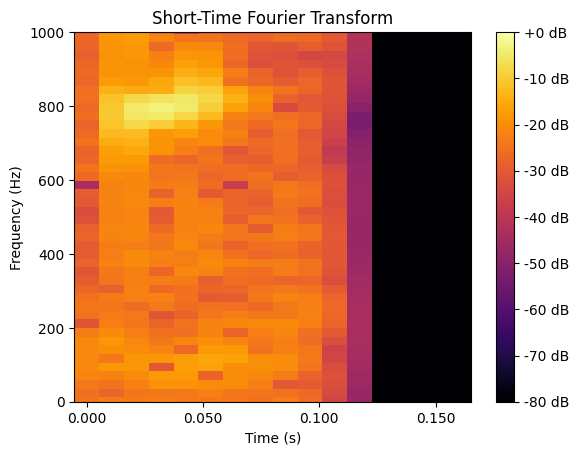 Short-Time Fourier Transform
1000
800
600
400
200
0
Frequency (Hz)
0.000
0.050
0.100
0.150
Time (s)
+0 dB
-10 dB
-20 dB
-30 dB
-40 dB
-50 dB
-60 dB
-70 dB
-80 dB